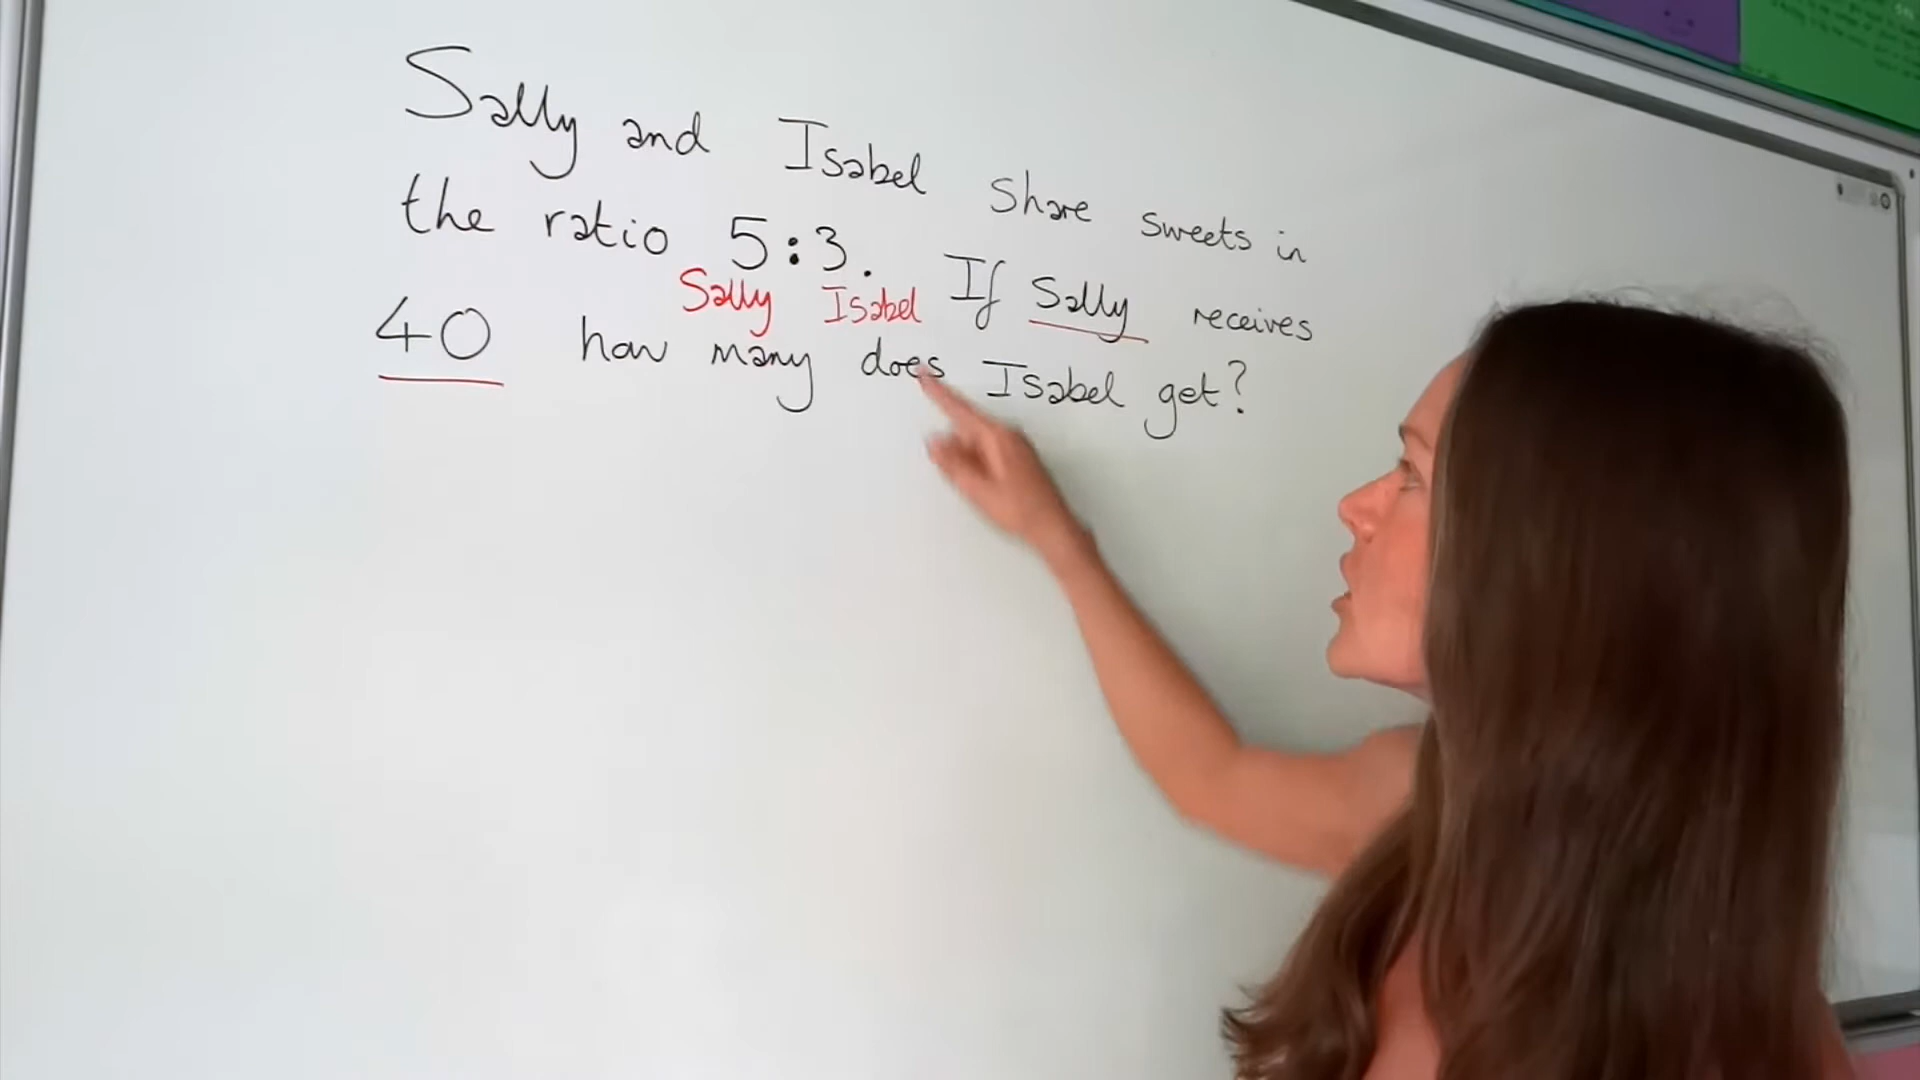 Sally and Isabel share sweets in
the ratio 5:3. If Sally receives
Sally Isabel
40 how many does Isabel get?